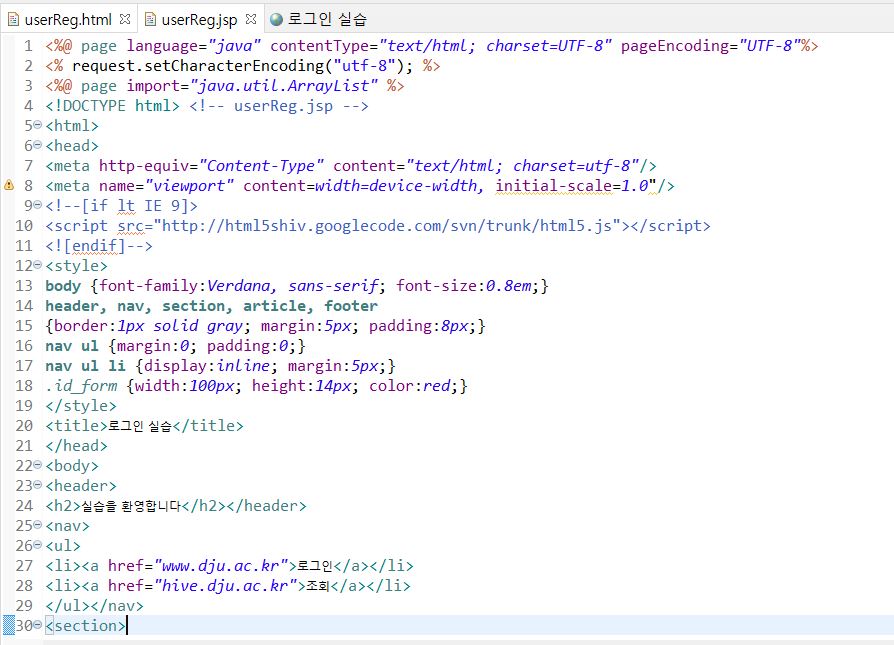 userReg.html userReg.jsp 로그인 실습
1 <%@ page language="java" contentType="text/html; charset=UTF-8" pageEncoding="UTF-8"%>
2 <% request.setCharacterEncoding("utf-8"); %>
3 <%@ page import="java.util.ArrayList" %>
4 <!DOCTYPE html> <!-- userReg.jsp -->
5 <html>
6 <head>
7 <meta http-equiv="Content-Type" content="text/html; charset=utf-8"/>
8 <meta name="viewport" content=width=device-width, initial-scale=1.0"/>
9 <!--[if lt IE 9]>
10 <script src="http://html5shiv.googlecode.com/svn/trunk/html5.js"></script>
11 <![endif]-->
12 <style>
13 body {font-family:Verdana, sans-serif; font-size:0.8em;}
14 header, nav, section, article, footer
15 {border:1px solid gray; margin:5px; padding:8px;}
16 nav ul {margin:0; padding:0;}
17 nav ul li {display:inline; margin:5px;}
18 .id_form {width:100px; height:14px; color:red;}
19 </style>
20 <title>로그인 실습</title>
21 </head>
22 <body>
23 <header>
24 <h2>실습을 환영합니다</h2></header>
25 <nav>
26 <ul>
27 <li><a href="www.dju.ac.kr">로그인</a></li>
28 <li><a href="hive.dju.ac.kr">조회</a></li>
29 </ul></nav>
30 <section>